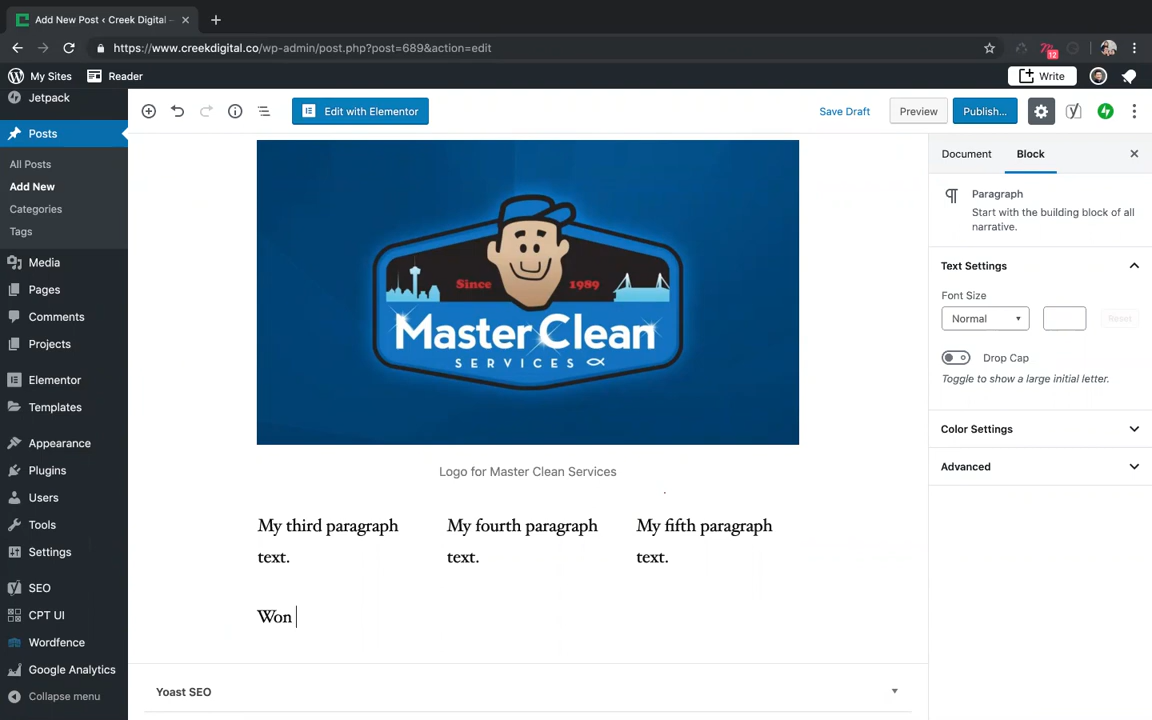 Add New Post ‹ Creek Digital –
https://www.creekdigital.co/wp-admin/post.php?post=689&action=edit
12
My Sites
Reader
Write
Jetpack
Posts
All Posts
Add New
Categories
Tags
Media
Pages
Comments
Projects
Elementor
Templates
Appearance
Plugins
Users
Tools
Settings
SEO
CPT UI
Wordfence
Google Analytics
Collapse menu
Edit with Elementor
Save Draft
Preview
Publish...
Since 1989
Master Clean
SERVICES
Logo for Master Clean Services
My third paragraph
text.
My fourth paragraph
text.
My fifth paragraph
text.
Won
Yoast SEO
Document
Block
Paragraph
Start with the building block of all
narrative.
Text Settings
Font Size
Normal
Reset
Drop Cap
Toggle to show a large initial letter.
Color Settings
Advanced